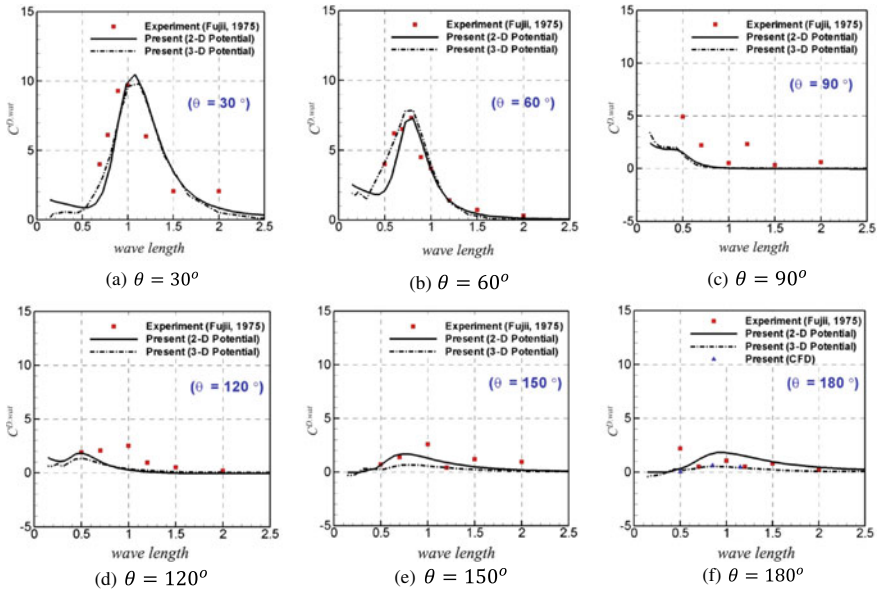 15
Experiment (Fujii, 1975)
Present (2-D Potential)
Present (3-D Potential)
(θ = 30 °)
10
5
0
C^{D,wat}
0 0.5 1 1.5 2 2.5
wave length
(a) θ = 30°
15
Experiment (Fujii, 1975)
Present (2-D Potential)
Present (3-D Potential)
(θ = 60 °)
10
5
0
C^{D,wat}
0 0.5 1 1.5 2 2.5
wave length
(b) θ = 60°
15
Experiment (Fujii, 1975)
Present (2-D Potential)
Present (3-D Potential)
(θ = 90 °)
10
5
0
-5
C^{D,wat}
0 0.5 1 1.5 2 2.5
wave length
(c) θ = 90°
15
Experiment (Fujii, 1975)
Present (2-D Potential)
Present (3-D Potential)
(θ = 120 °)
10
5
0
-5
C^{D,wat}
0 0.5 1 1.5 2 2.5
wave length
(d) θ = 120°
15
Experiment (Fujii, 1975)
Present (2-D Potential)
Present (3-D Potential)
(θ = 150 °)
10
5
0
-5
C^{D,wat}
0 0.5 1 1.5 2 2.5
wave length
(e) θ = 150°
15
Experiment (Fujii, 1975)
Present (2-D Potential)
Present (3-D Potential)
Present (CFD)
(θ = 180 °)
10
5
0
-5
C^{D,wat}
0 0.5 1 1.5 2 2.5
wave length
(f) θ = 180°